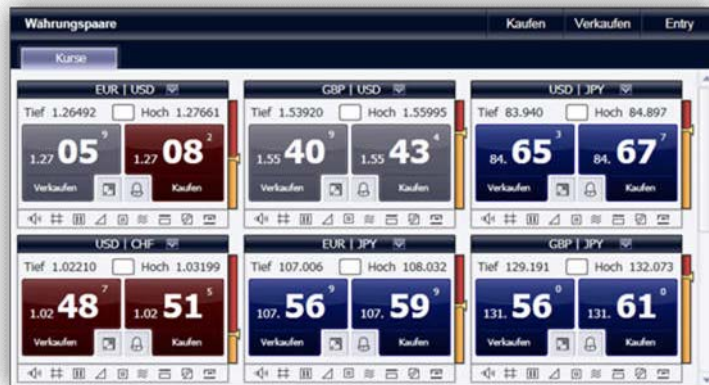 Währungspaare Kaufen Verkaufen Entry
Kurse
EUR | USD GBP | USD USD | JPY
Tief 1.26492 Hoch 1.27661 Tief 1.53920 Hoch 1.55995 Tief 83.940 Hoch 84.897
1.27 05 9 1.27 08 2 1.55 40 9 1.55 43 4 84. 65 3 84. 67 7
Verkaufen Kaufen Verkaufen Kaufen Verkaufen Kaufen
USD | CHF EUR | JPY GBP | JPY
Tief 1.02210 Hoch 1.03199 Tief 107.006 Hoch 108.032 Tief 129.191 Hoch 132.073
1.02 48 7 1.02 51 5 107. 56 9 107. 59 9 131. 56 0 131. 61 0
Verkaufen Kaufen Verkaufen Kaufen Verkaufen Kaufen